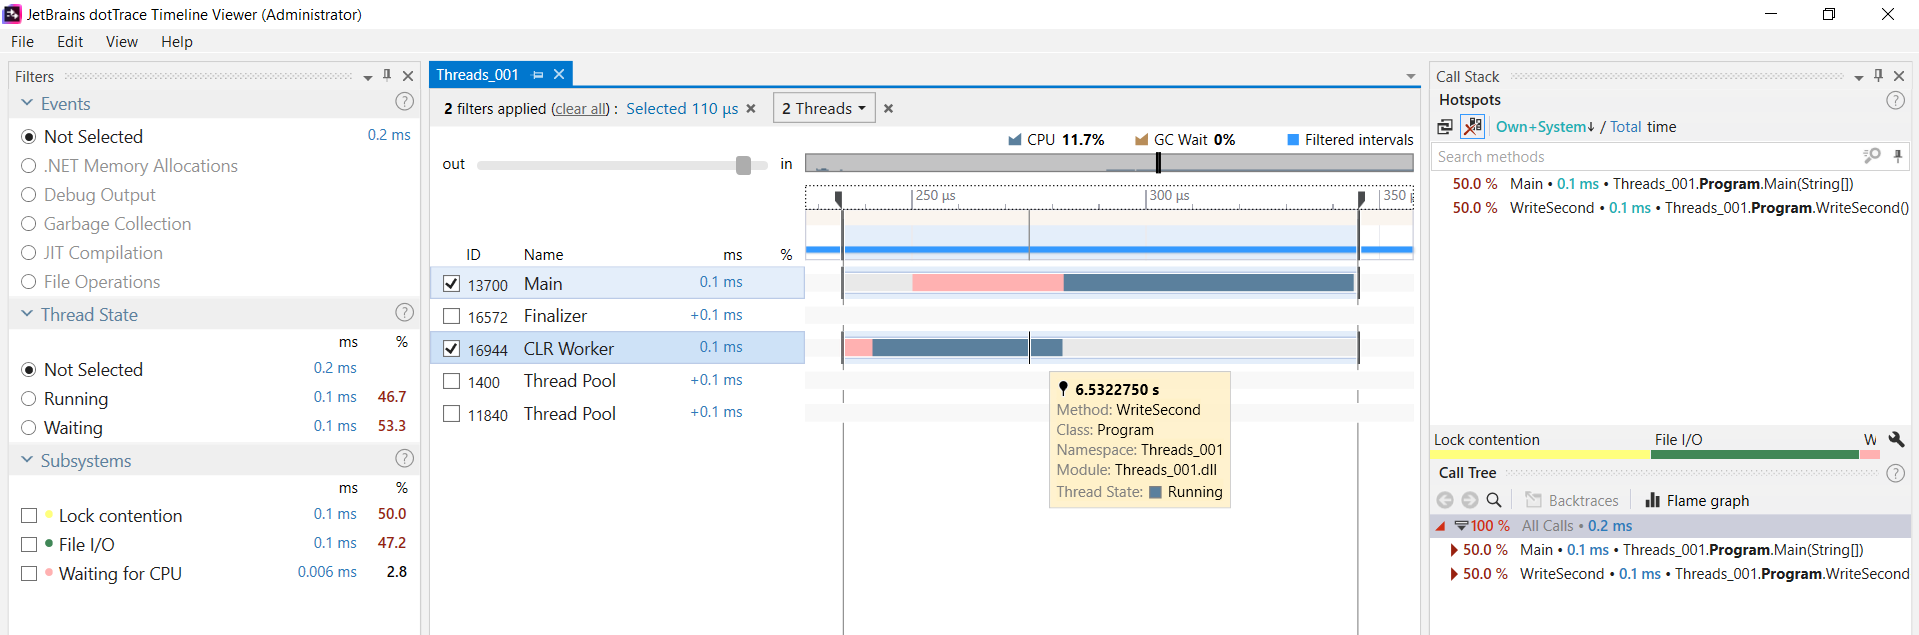 JetBrains dotTrace Timeline Viewer (Administrator)
File Edit View Help
Filters
Events
Not Selected 0.2 ms
.NET Memory Allocations
Debug Output
Garbage Collection
JIT Compilation
File Operations
Thread State
ms %
Not Selected 0.2 ms
Running 0.1 ms 46.7
Waiting 0.1 ms 53.3
Subsystems
ms %
Lock contention 0.1 ms 50.0
File I/O 0.1 ms 47.2
Waiting for CPU 0.006 ms 2.8
Threads_001
2 filters applied (clear all) : Selected 110 µs × 2 Threads ×
CPU 11.7% GC Wait 0% Filtered intervals
out in
250 µs 300 µs 350
ID Name ms %
13700 Main 0.1 ms
16572 Finalizer +0.1 ms
16944 CLR Worker 0.1 ms
1400 Thread Pool +0.1 ms
11840 Thread Pool +0.1 ms
6.5322750 s
Method: WriteSecond
Class: Program
Namespace: Threads_001
Module: Threads_001.dll
Thread State: Running
Call Stack
Hotspots
Own+System↓ / Total time
Search methods
50.0 % Main • 0.1 ms • Threads_001.Program.Main(String[])
50.0 % WriteSecond • 0.1 ms • Threads_001.Program.WriteSecond()
Lock contention File I/O W
Call Tree
Backtraces Flame graph
100 % All Calls • 0.2 ms
50.0 % Main • 0.1 ms • Threads_001.Program.Main(String[])
50.0 % WriteSecond • 0.1 ms • Threads_001.Program.WriteSecond